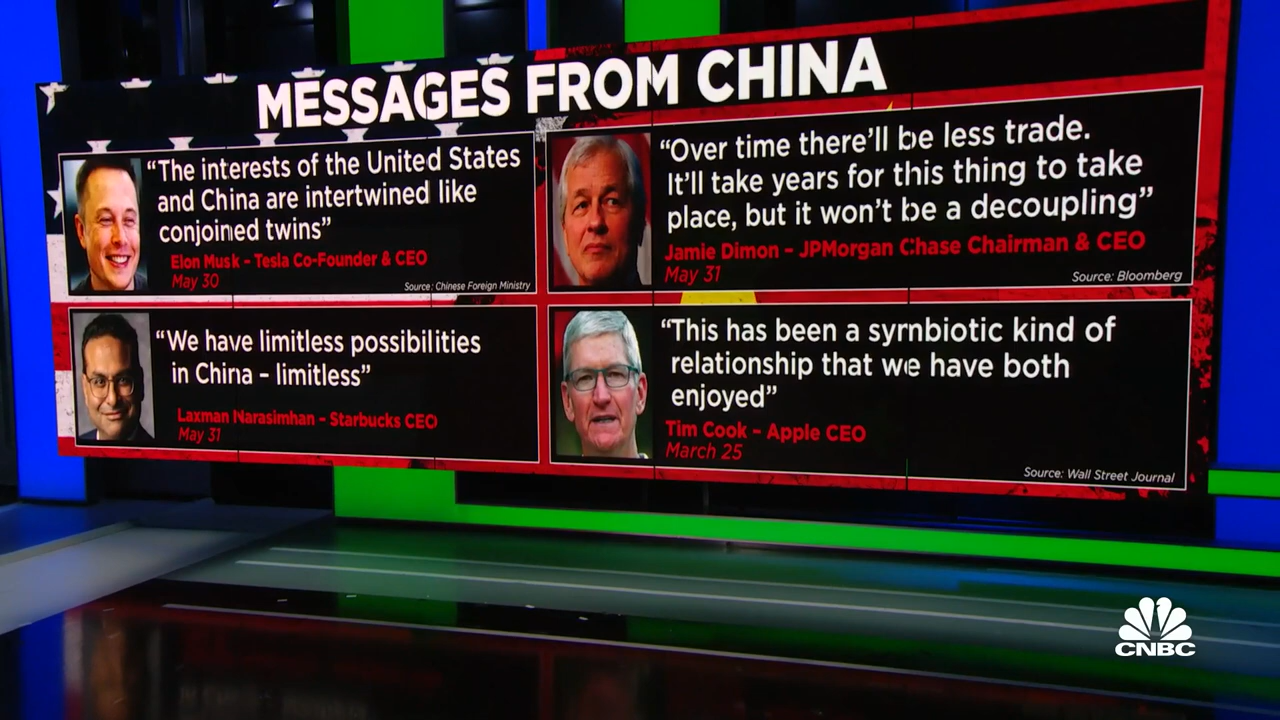 MESSAGES FROM CHINA
“The interests of the United States
and China are intertwined like
conjoined twins”
Elon Musk – Tesla Co-Founder & CEO
May 30
Source: Chinese Foreign Ministry
“Over time there’ll be less trade.
It’ll take years for this thing to take
place, but it won’t be a decoupling”
Jamie Dimon – JPMorgan Chase Chairman & CEO
May 31
Source: Bloomberg
“We have limitless possibilities
in China – limitless”
Laxman Narasimhan – Starbucks CEO
May 31
“This has been a symbiotic kind of
relationship that we have both
enjoyed”
Tim Cook – Apple CEO
March 25
Source: Wall Street Journal
CNBC